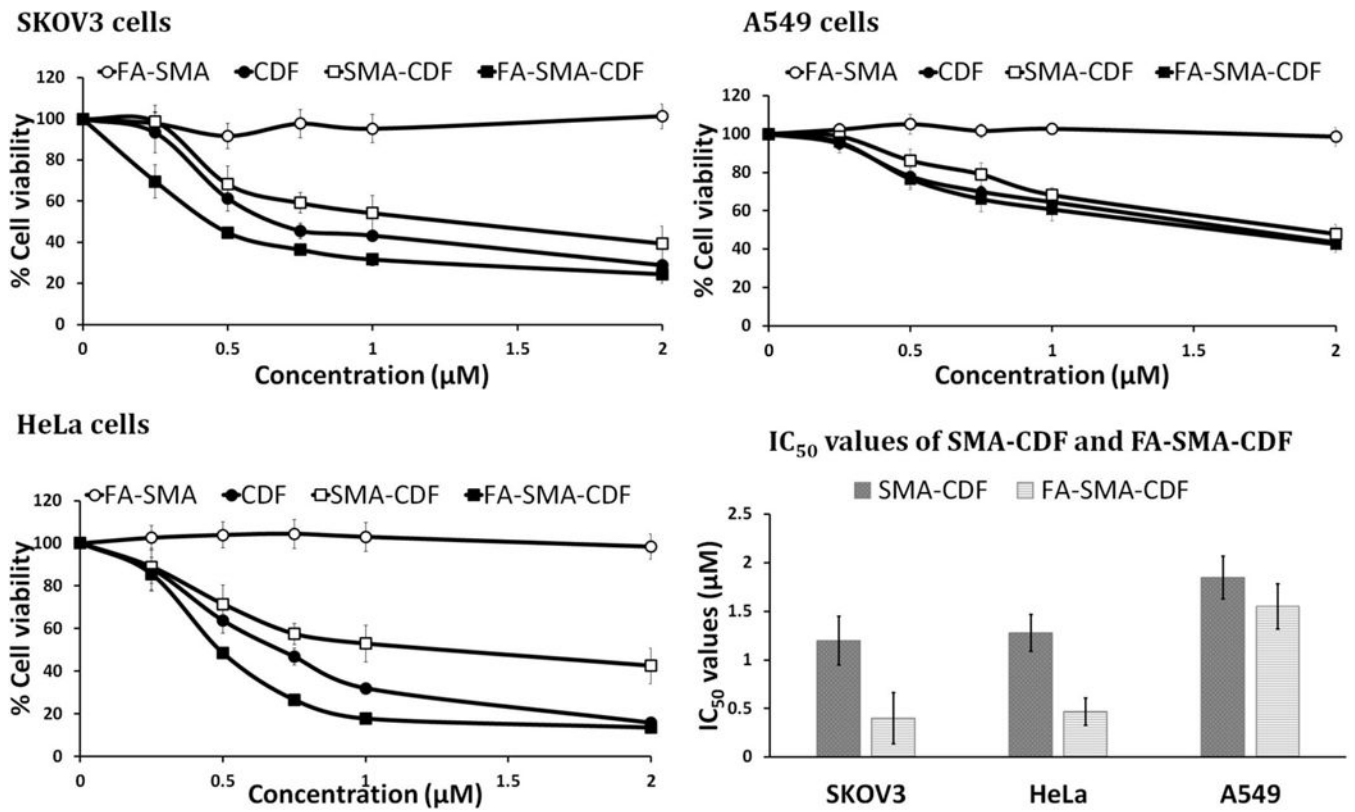 SKOV3 cells
FA-SMA CDF SMA-CDF FA-SMA-CDF
120
100
80
60
40
20
0
% Cell viability
0 0.5 1 1.5 2
Concentration (µM)
A549 cells
FA-SMA CDF SMA-CDF FA-SMA-CDF
120
100
80
60
40
20
0
% Cell viability
0 0.5 1 1.5 2
Concentration (µM)
HeLa cells
FA-SMA CDF SMA-CDF FA-SMA-CDF
120
100
80
60
40
20
0
% Cell viability
0 0.5 1 1.5 2
Concentration (µM)
IC₅₀ values of SMA-CDF and FA-SMA-CDF
SMA-CDF FA-SMA-CDF
2.5
2
1.5
1
0.5
0
IC₅₀ values (µM)
SKOV3 HeLa A549